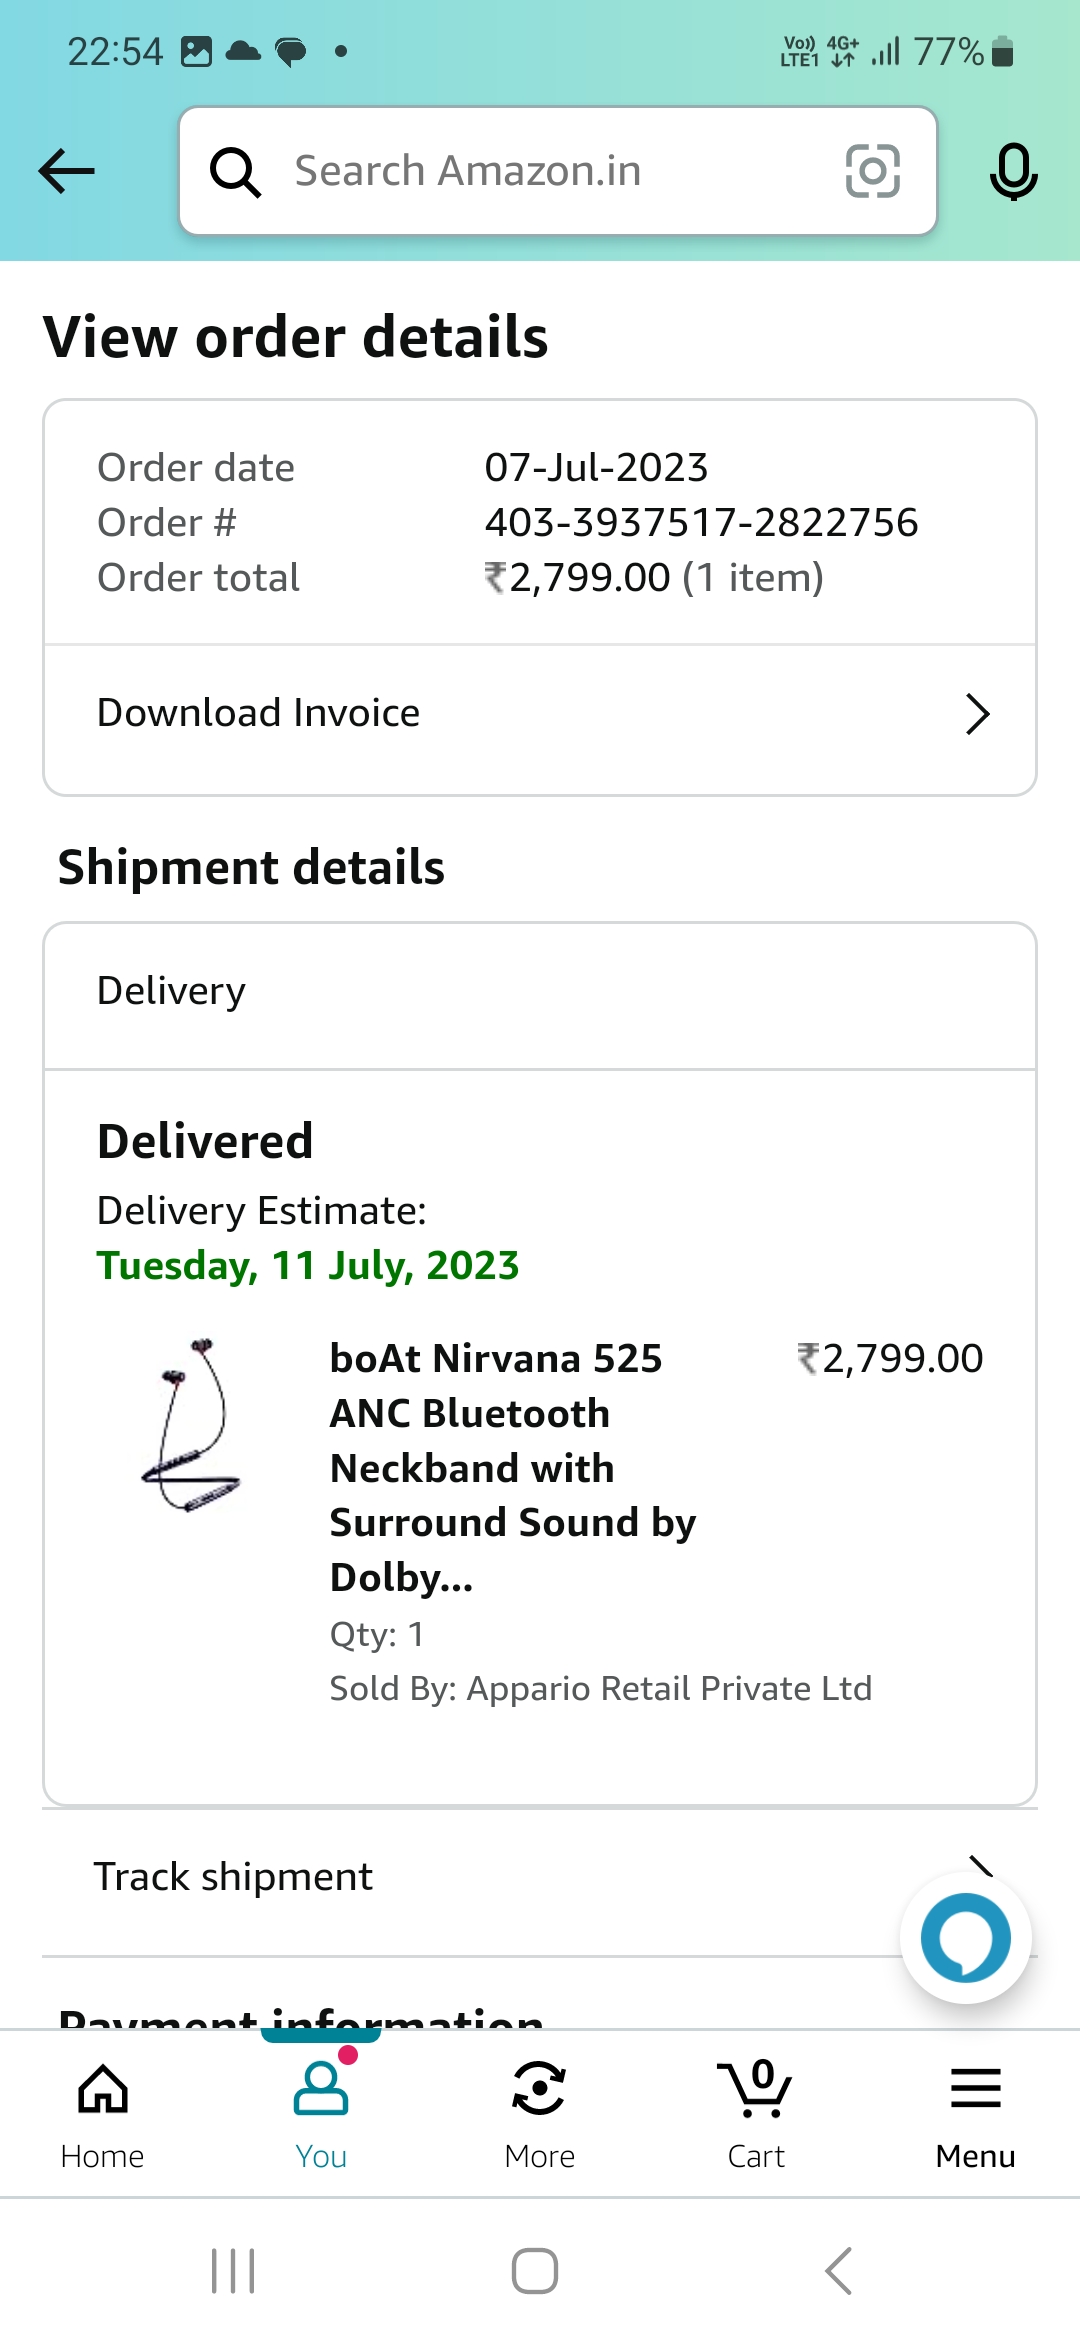 22:54 Vo)) LTE1 4G+ 77%
Search Amazon.in
View order details
Order date 07-Jul-2023
Order # 403-3937517-2822756
Order total ₹2,799.00 (1 item)
Download Invoice
Shipment details
Delivery
Delivered
Delivery Estimate:
Tuesday, 11 July, 2023
boAt Nirvana 525 ₹2,799.00
ANC Bluetooth
Neckband with
Surround Sound by
Dolby...
Qty: 1
Sold By: Appario Retail Private Ltd
Track shipment
Payment information
0
Home You More Cart Menu